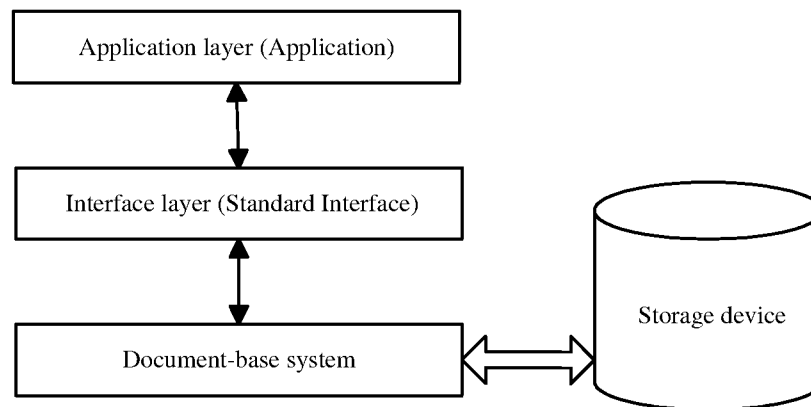 Application layer (Application)
Interface layer (Standard Interface)
Storage device
Document-base system